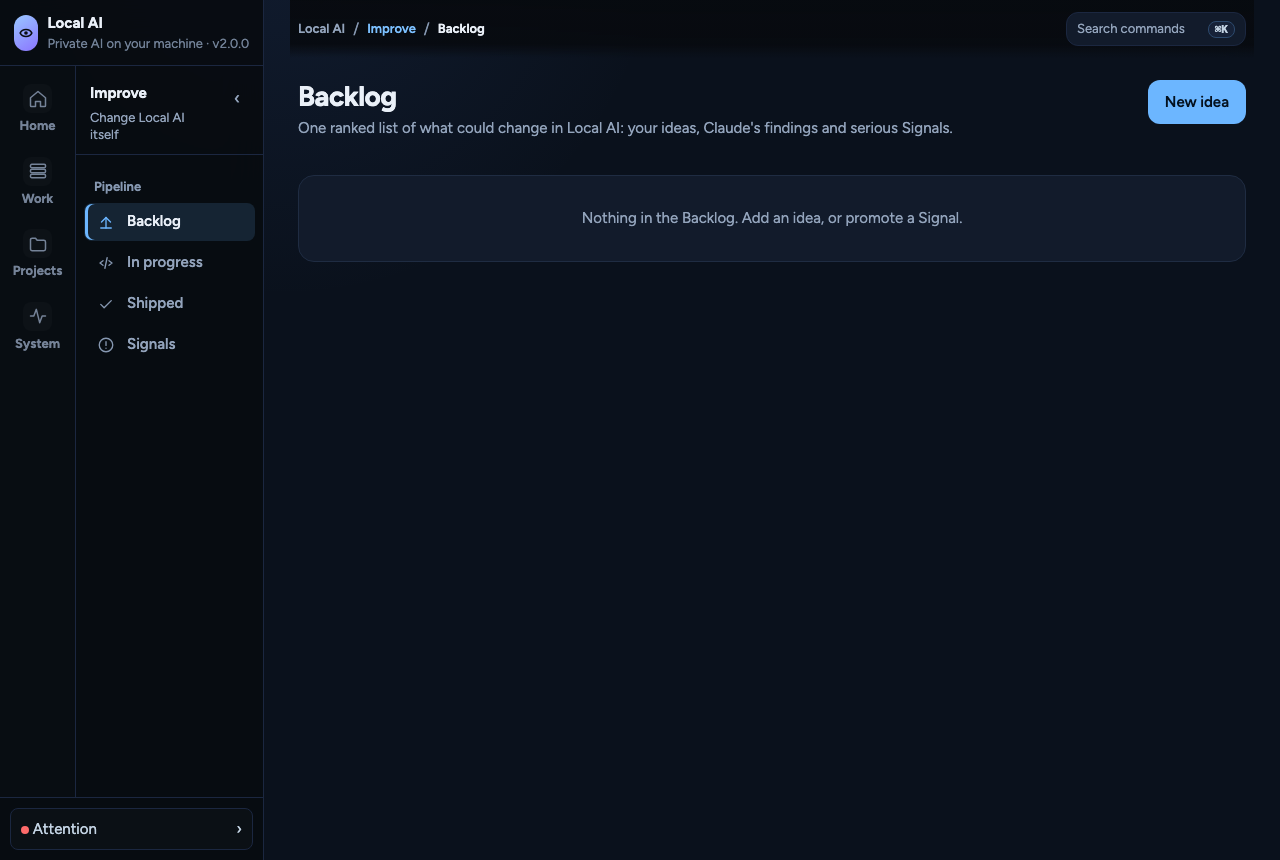 Local AI
Private AI on your machine · v2.0.0
Home
Work
Projects
System
Improve
‹
Change Local AI
itself
Pipeline
Backlog
In progress
Shipped
Signals
Attention ›
Local AI / Improve / Backlog
Search commands ⌘K
Backlog
New idea
One ranked list of what could change in Local AI: your ideas, Claude's findings and serious Signals.
Nothing in the Backlog. Add an idea, or promote a Signal.